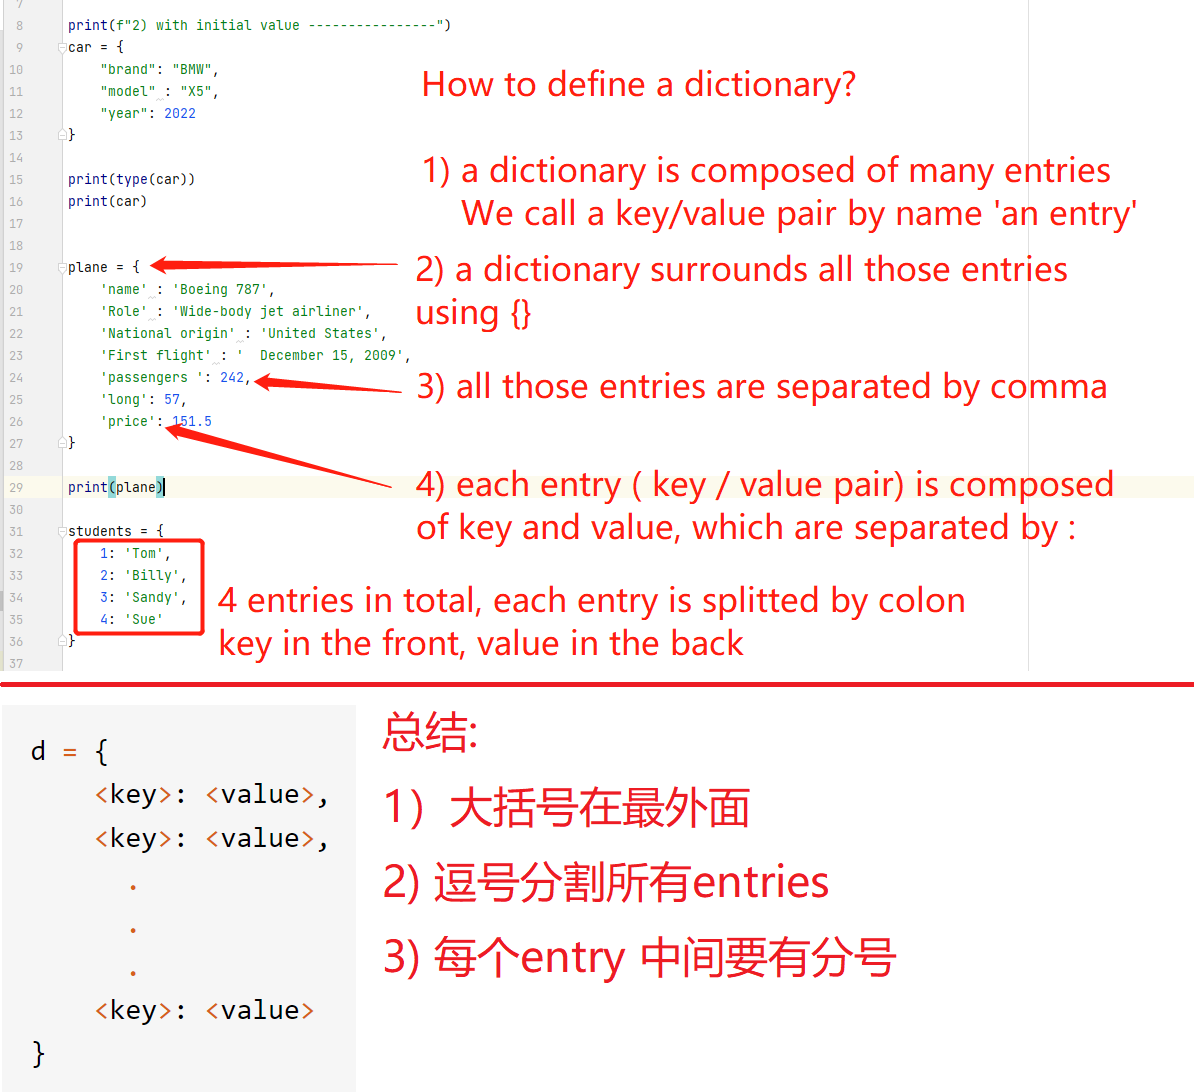 7
8 print(f"2) with initial value ----------------")
9 car = {
10 "brand": "BMW",
11 "model" : "X5",
12 "year": 2022
13 }
How to define a dictionary?
14
15 print(type(car))
16 print(car)
17
1) a dictionary is composed of many entries
We call a key/value pair by name 'an entry'
18
19 plane = {
20 'name' : 'Boeing 787',
21 'Role' : 'Wide-body jet airliner',
22 'National origin' : 'United States',
23 'First flight' : '  December 15, 2009',
24 'passengers ': 242,
25 'long': 57,
26 'price': 151.5
27 }
2) a dictionary surrounds all those entries
using {}
3) all those entries are separated by comma
28
29 print(plane)
30
4) each entry ( key / value pair) is composed
of key and value, which are separated by :
31 students = {
32 1: 'Tom',
33 2: 'Billy',
34 3: 'Sandy',
35 4: 'Sue'
36 }
37
4 entries in total, each entry is splitted by colon
key in the front, value in the back
d = {
<key>: <value>,
<key>: <value>,
.
.
.
<key>: <value>
}
总结:
1）大括号在最外面
2) 逗号分割所有entries
3) 每个entry 中间要有分号